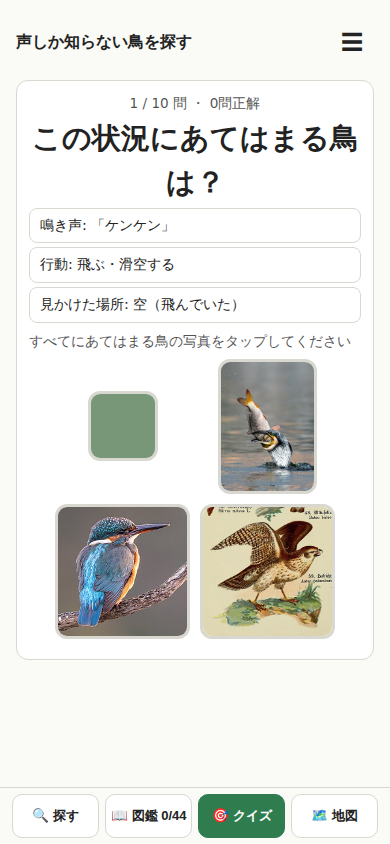 声しか知らない鳥を探す
☰
1 / 10 問 ・ 0問正解
この状況にあてはまる鳥
は？
鳴き声: 「ケンケン」
行動: 飛ぶ・滑空する
見かけた場所: 空（飛んでいた）
すべてにあてはまる鳥の写真をタップしてください
🔍 探す
📖 図鑑 0/44
🎯 クイズ
🗺️ 地図